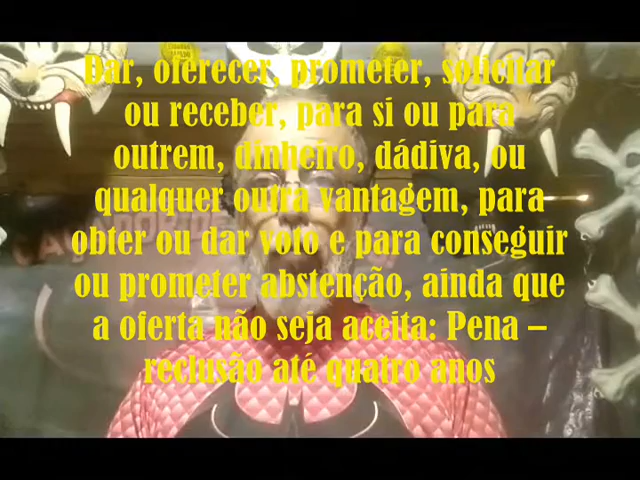 Dar, oferecer, prometer, solicitar
ou receber, para si ou para
outrem, dinheiro, dádiva, ou
qualquer outra vantagem, para
obter ou dar voto e para conseguir
ou prometer abstenção, ainda que
a oferta não seja aceita: Pena –
reclusão até quatro anos